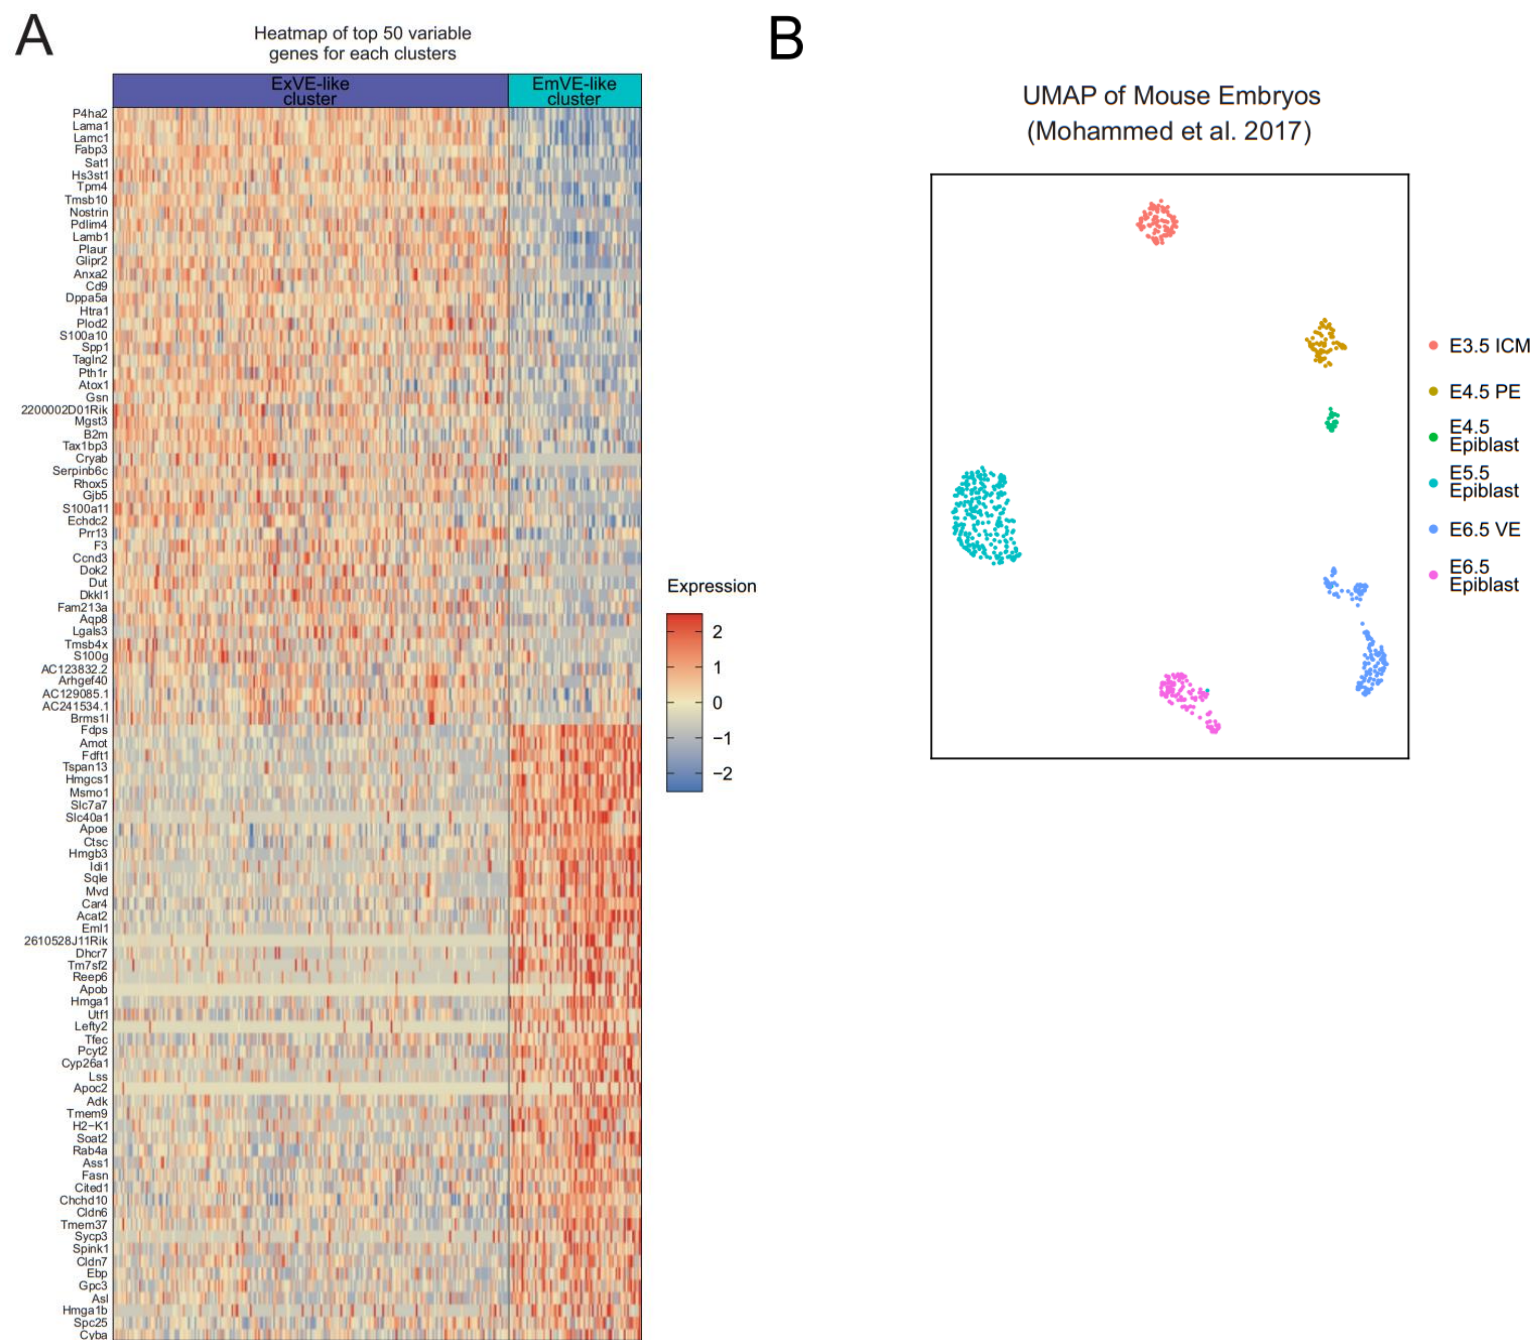 A
Heatmap of top 50 variable
genes for each clusters
ExVE-like
cluster
EmVE-like
cluster
P4ha2
Lama1
Lamc1
Fabp3
Sat1
Hs3st1
Tpm4
Tmsb10
Nostrin
Pdlim4
Lamb1
Plaur
Glipr2
Anxa2
Cd9
Dppa5a
Htra1
Plod2
S100a10
Spp1
Tagln2
Pth1r
Atox1
Gsn
2200002D01Rik
Mgst3
B2m
Tax1bp3
Cryab
Serpinb6c
Rhox5
Gjb5
S100a11
Echdc2
Prr13
F3
Ccnd3
Dok2
Dut
Dkkl1
Fam213a
Aqp8
Lgals3
Tmsb4x
S100g
AC123832.2
Arhgef40
AC129085.1
AC241534.1
Brms1l
Fdps
Amot
Fdft1
Tspan13
Hmgcs1
Msmo1
Slc7a7
Slc40a1
Apoe
Ctsc
Hmgb3
Idi1
Sqle
Mvd
Car4
Acat2
Eml1
2610528J11Rik
Dhcr7
Tm7sf2
Reep6
Apob
Hmga1
Utf1
Lefty2
Tfec
Pcyt2
Cyp26a1
Lss
Apoc2
Adk
Tmem9
H2−K1
Soat2
Rab4a
Ass1
Fasn
Cited1
Chchd10
Cldn6
Tmem37
Sycp3
Spink1
Cldn7
Ebp
Gpc3
Asl
Hmga1b
Spc25
Cyba
Expression
2
1
0
−1
−2
B
UMAP of Mouse Embryos
(Mohammed et al. 2017)
E3.5 ICM
E4.5 PE
E4.5
Epiblast
E5.5
Epiblast
E6.5 VE
E6.5
Epiblast